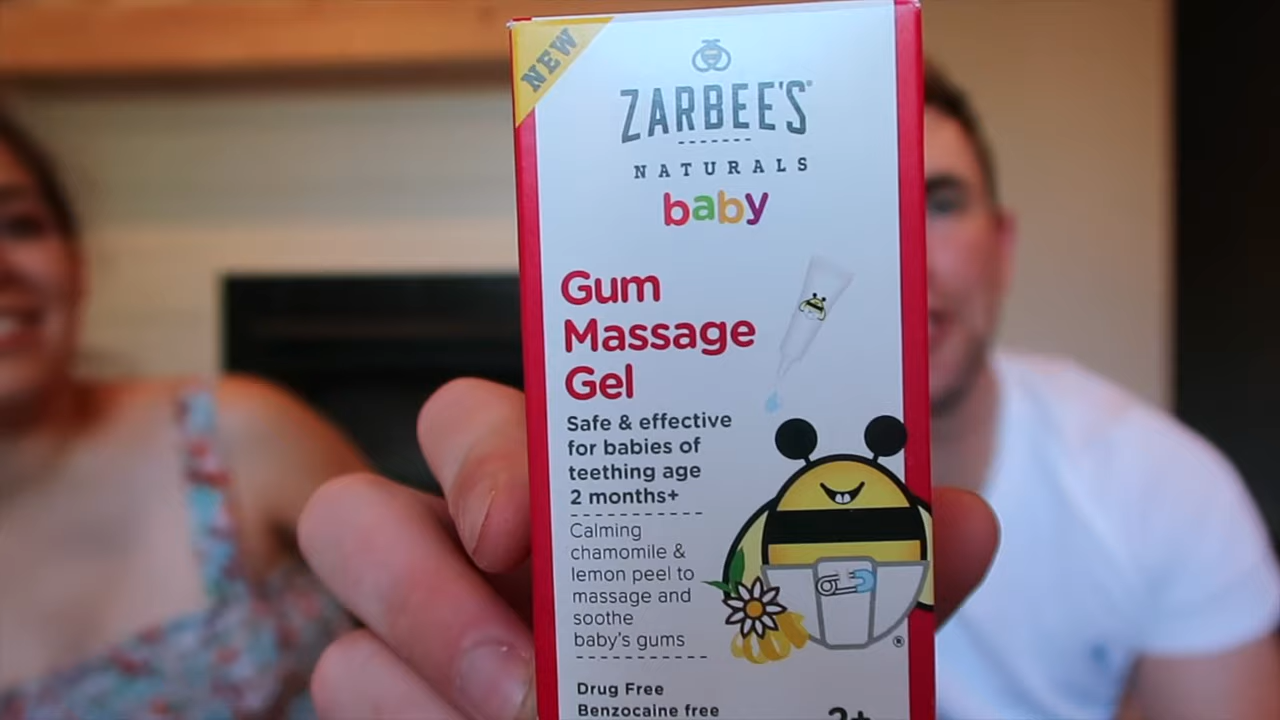 NEW
ZARBEE'S®
NATURALS
baby
Gum
Massage
Gel
Safe & effective
for babies of
teething age
2 months+
Calming
chamomile &
lemon peel to
massage and
soothe
baby's gums
®
Drug Free
Benzocaine free
2+